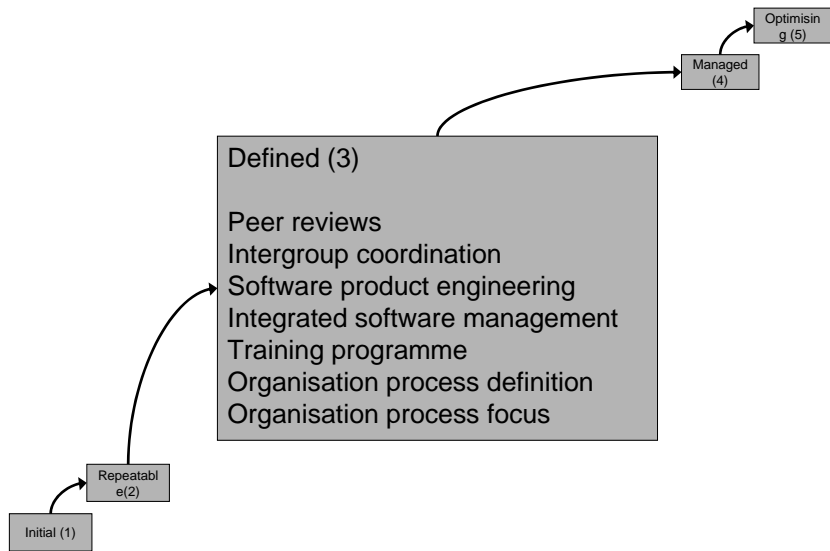 Optimisin
g (5)
Managed
(4)
Defined (3)
Peer reviews
Intergroup coordination
Software product engineering
Integrated software management
Training programme
Organisation process definition
Organisation process focus
Repeatabl
e(2)
Initial (1)